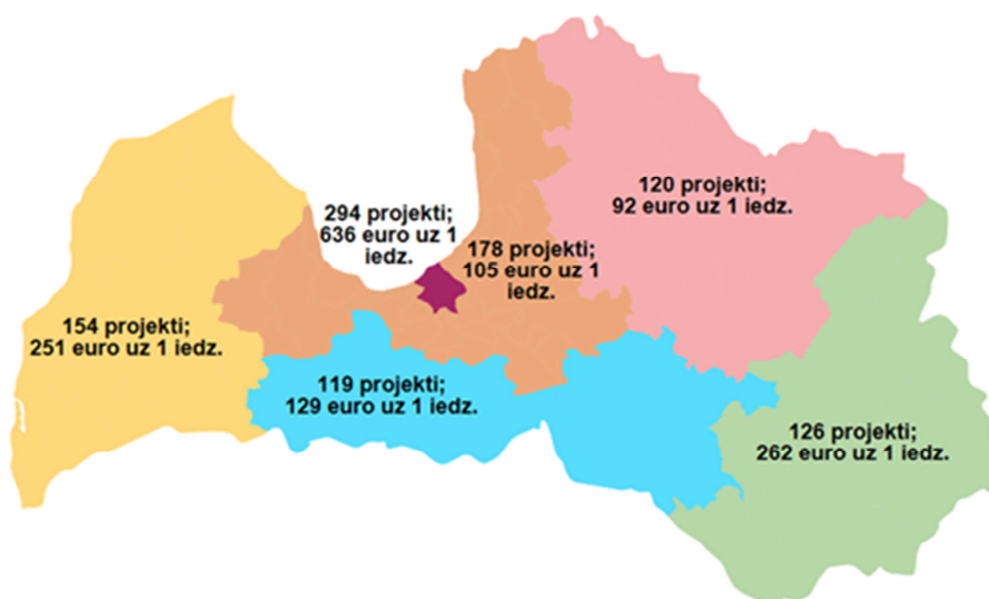 120 projekti;
92 euro uz 1 iedz.
294 projekti;
636 euro uz 1
iedz.
178 projekti;
105 euro uz 1
iedz.
154 projekti;
251 euro uz 1 iedz.
119 projekti;
129 euro uz 1 iedz.
126 projekti;
262 euro uz 1 iedz.